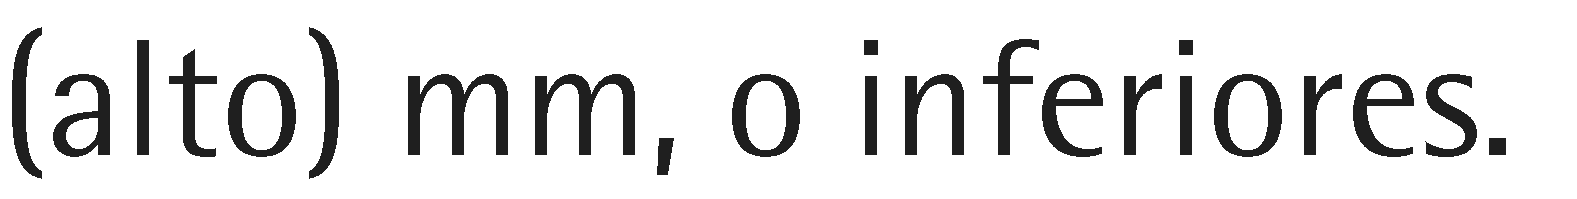 (alto) mm, o inferiores.